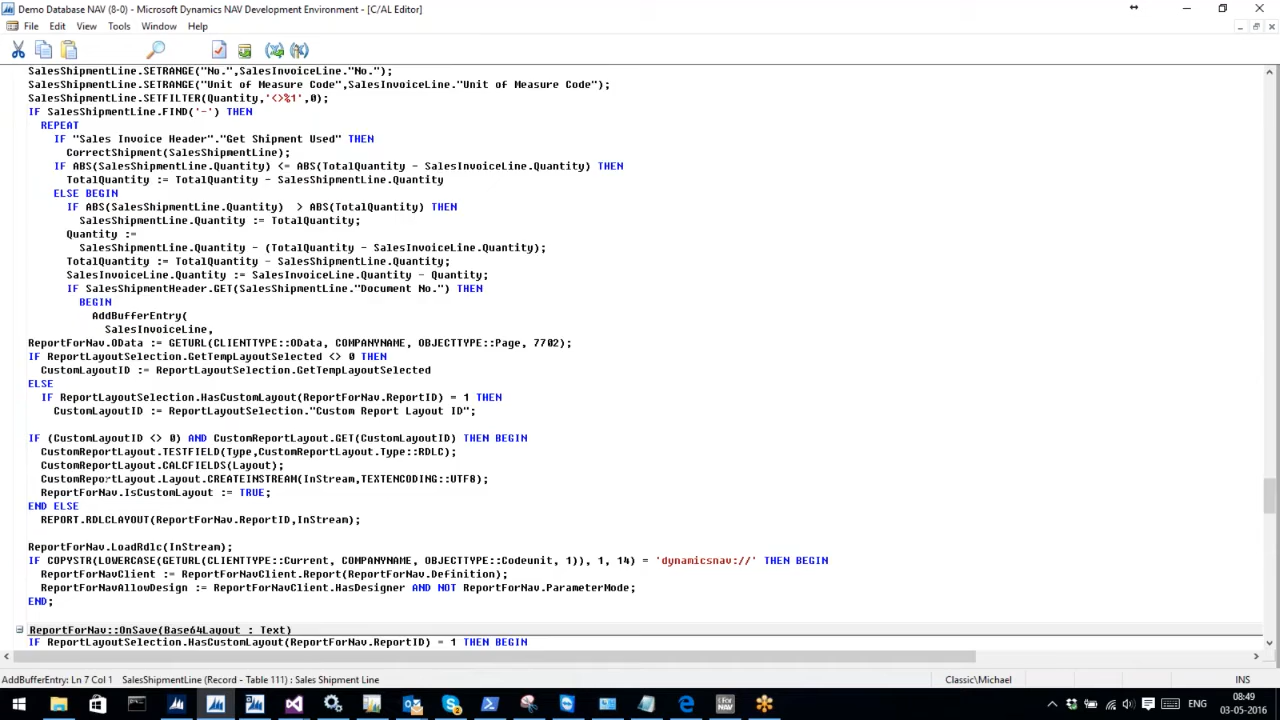 Demo Database NAV (8-0) - Microsoft Dynamics NAV Development Environment - [C/AL Editor]
File Edit View Tools Window Help
SalesShipmentLine.SETRANGE("No.",SalesInvoiceLine."No.");
SalesShipmentLine.SETRANGE("Unit of Measure Code",SalesInvoiceLine."Unit of Measure Code");
SalesShipmentLine.SETFILTER(Quantity,'<>%1',0);
IF SalesShipmentLine.FIND('-') THEN
REPEAT
IF "Sales Invoice Header"."Get Shipment Used" THEN
CorrectShipment(SalesShipmentLine);
IF ABS(SalesShipmentLine.Quantity) <= ABS(TotalQuantity - SalesInvoiceLine.Quantity) THEN
TotalQuantity := TotalQuantity - SalesShipmentLine.Quantity
ELSE BEGIN
IF ABS(SalesShipmentLine.Quantity)  > ABS(TotalQuantity) THEN
SalesShipmentLine.Quantity := TotalQuantity;
Quantity :=
SalesShipmentLine.Quantity - (TotalQuantity - SalesInvoiceLine.Quantity);
TotalQuantity := TotalQuantity - SalesShipmentLine.Quantity;
SalesInvoiceLine.Quantity := SalesInvoiceLine.Quantity - Quantity;
IF SalesShipmentHeader.GET(SalesShipmentLine."Document No.") THEN
BEGIN
AddBufferEntry(
SalesInvoiceLine,
ReportForNav.OData := GETURL(CLIENTTYPE::OData, COMPANYNAME, OBJECTTYPE::Page, 7702);
IF ReportLayoutSelection.GetTempLayoutSelected <> 0 THEN
CustomLayoutID := ReportLayoutSelection.GetTempLayoutSelected
ELSE
IF ReportLayoutSelection.HasCustomLayout(ReportForNav.ReportID) = 1 THEN
CustomLayoutID := ReportLayoutSelection."Custom Report Layout ID";
IF (CustomLayoutID <> 0) AND CustomReportLayout.GET(CustomLayoutID) THEN BEGIN
CustomReportLayout.TESTFIELD(Type,CustomReportLayout.Type::RDLC);
CustomReportLayout.CALCFIELDS(Layout);
CustomReportLayout.Layout.CREATEINSTREAM(InStream,TEXTENCODING::UTF8);
ReportForNav.IsCustomLayout := TRUE;
END ELSE
REPORT.RDLCLAYOUT(ReportForNav.ReportID,InStream);
ReportForNav.LoadRdlc(InStream);
IF COPYSTR(LOWERCASE(GETURL(CLIENTTYPE::Current, COMPANYNAME, OBJECTTYPE::Codeunit, 1)), 1, 14) = 'dynamicsnav://' THEN BEGIN
ReportForNavClient := ReportForNavClient.Report(ReportForNav.Definition);
ReportForNavAllowDesign := ReportForNavClient.HasDesigner AND NOT ReportForNav.ParameterMode;
END;
ReportForNav::OnSave(Base64Layout : Text)
IF ReportLayoutSelection.HasCustomLayout(ReportForNav.ReportID) = 1 THEN BEGIN
AddBufferEntry: Ln 7 Col 1 SalesShipmentLine (Record - Table 111) : Sales Shipment Line Classic\Michael INS
ENG 08:49
03-05-2016